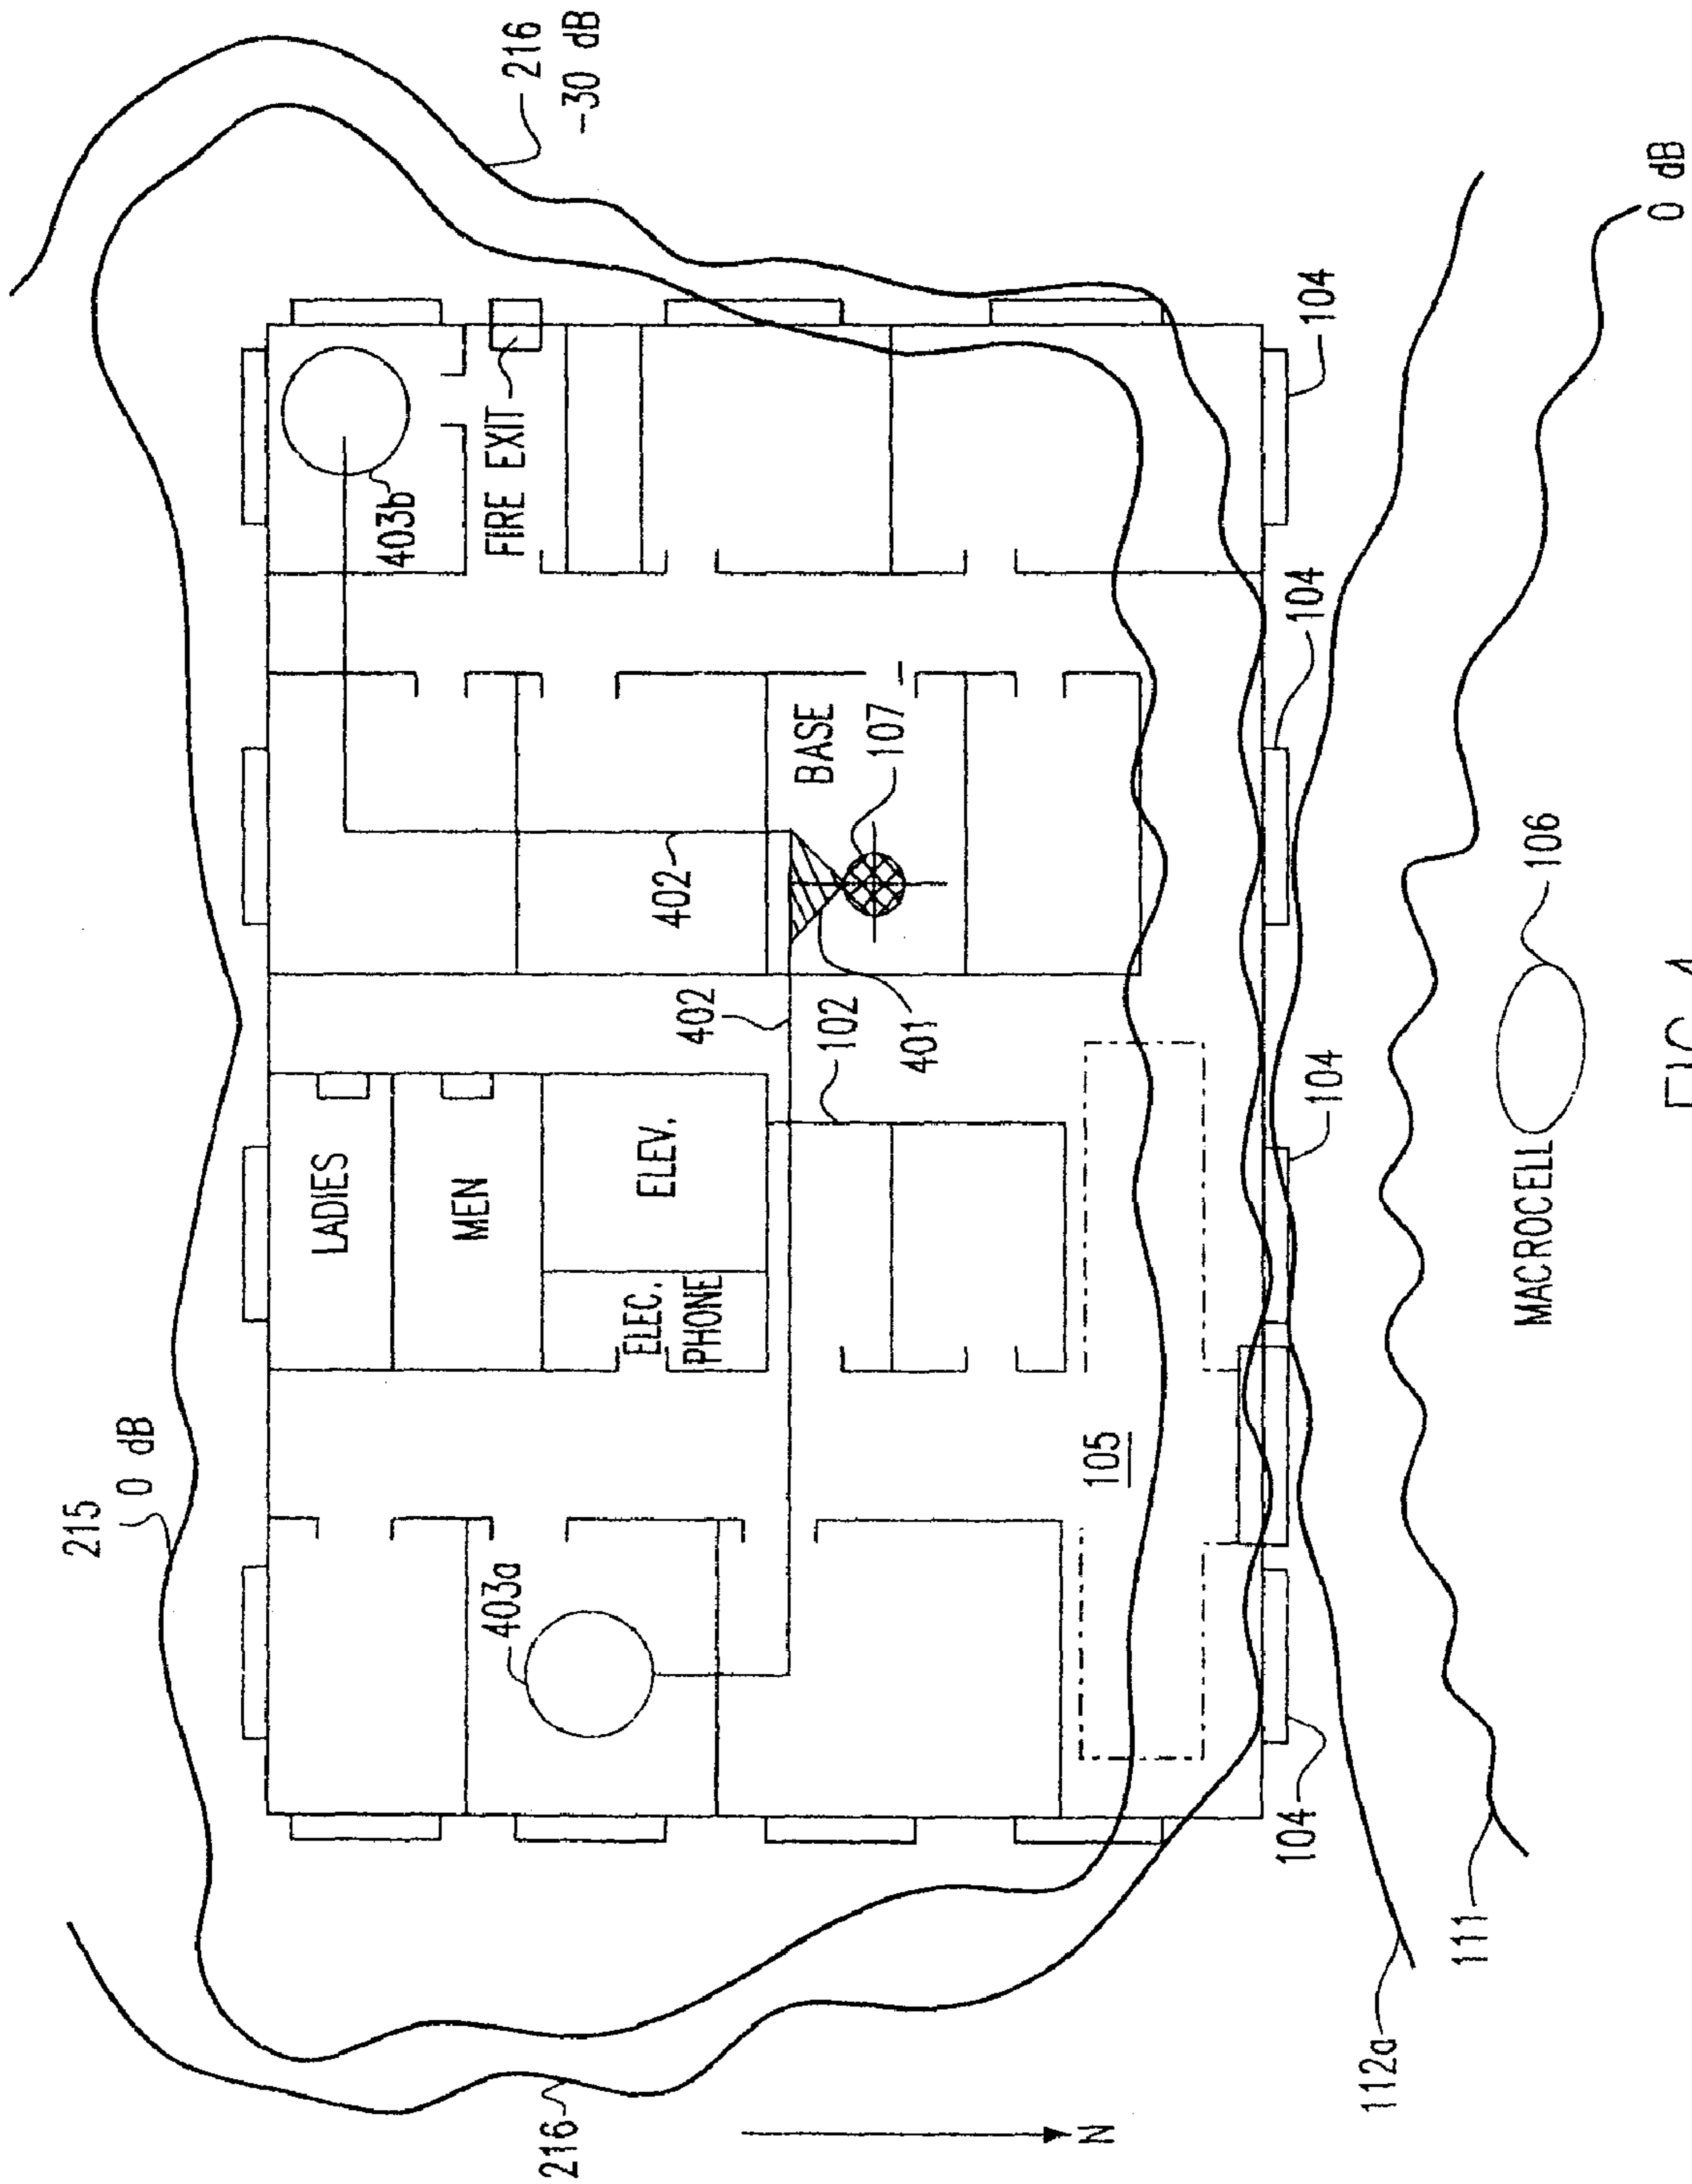 215
0 dB
216
-30 dB
LADIES
403b
MEN
403a
FIRE EXIT
216
ELEC.
PHONE
ELEV.
402
402
BASE
102
107
401
N
105
104
104
104
104
112a
111
MACROCELL
106
0 dB